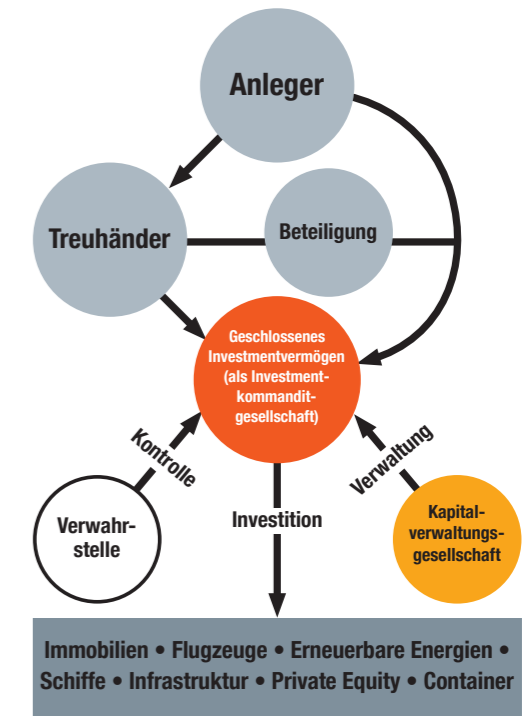 Anleger
Treuhänder
Beteiligung
Geschlossenes
Investmentvermögen
(als Investment-
kommandit-
gesellschaft)
Kontrolle
Verwaltung
Verwahr-
stelle
Investition
Kapital-
verwaltungs-
gesellschaft
Immobilien • Flugzeuge • Erneuerbare Energien •
Schiffe • Infrastruktur • Private Equity • Container